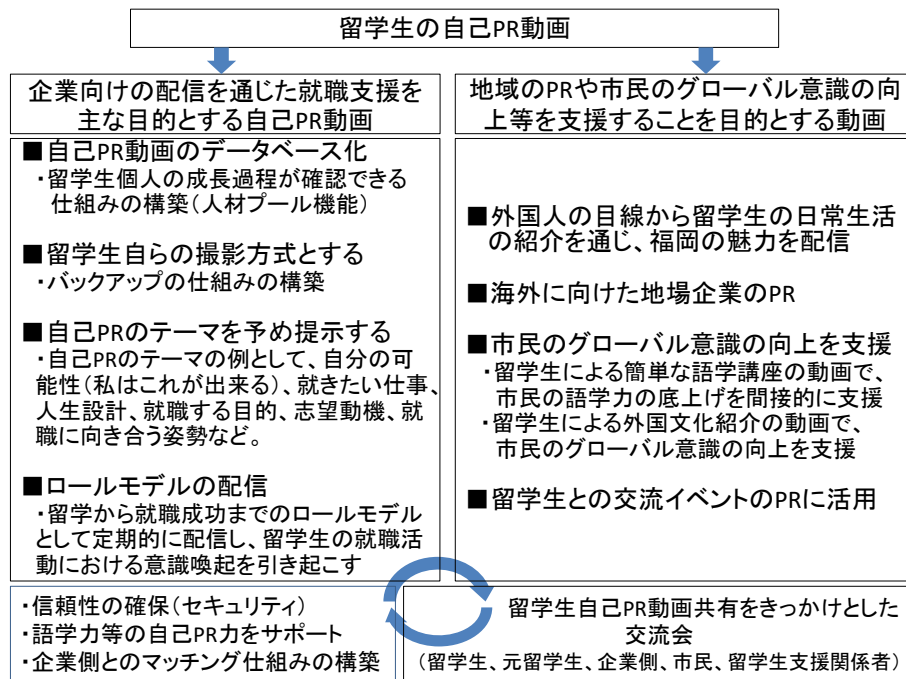 留学生の自己PR動画
企業向けの配信を通じた就職支援を
主な目的とする自己PR動画
■自己PR動画のデータベース化
・留学生個人の成長過程が確認できる
仕組みの構築(人材プール機能)
■留学生自らの撮影方式とする
・バックアップの仕組みの構築
■自己PRのテーマを予め提示する
・自己PRのテーマの例として、自分の可
能性(私はこれが出来る)、就きたい仕事、
人生設計、就職する目的、志望動機、就
職に向き合う姿勢など。
■ロールモデルの配信
・留学から就職成功までのロールモデル
として定期的に配信し、留学生の就職活
動における意識喚起を引き起こす
地域のPRや市民のグローバル意識の向
上等を支援することを目的とする動画
■外国人の目線から留学生の日常生活
の紹介を通じ、福岡の魅力を配信
■海外に向けた地場企業のPR
■市民のグローバル意識の向上を支援
・留学生による簡単な語学講座の動画で、
市民の語学力の底上げを間接的に支援
・留学生による外国文化紹介の動画で、
市民のグローバル意識の向上を支援
■留学生との交流イベントのPRに活用
・信頼性の確保(セキュリティ)
・語学力等の自己PR力をサポート
・企業側とのマッチング仕組みの構築
留学生自己PR動画共有をきっかけとした
交流会
(留学生、元留学生、企業側、市民、留学生支援関係者)